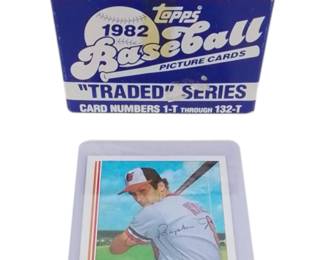 topps
1982
Baseball
PICTURE CARDS
"TRADED" SERIES
CARD NUMBERS 1-T THROUGH 132-T